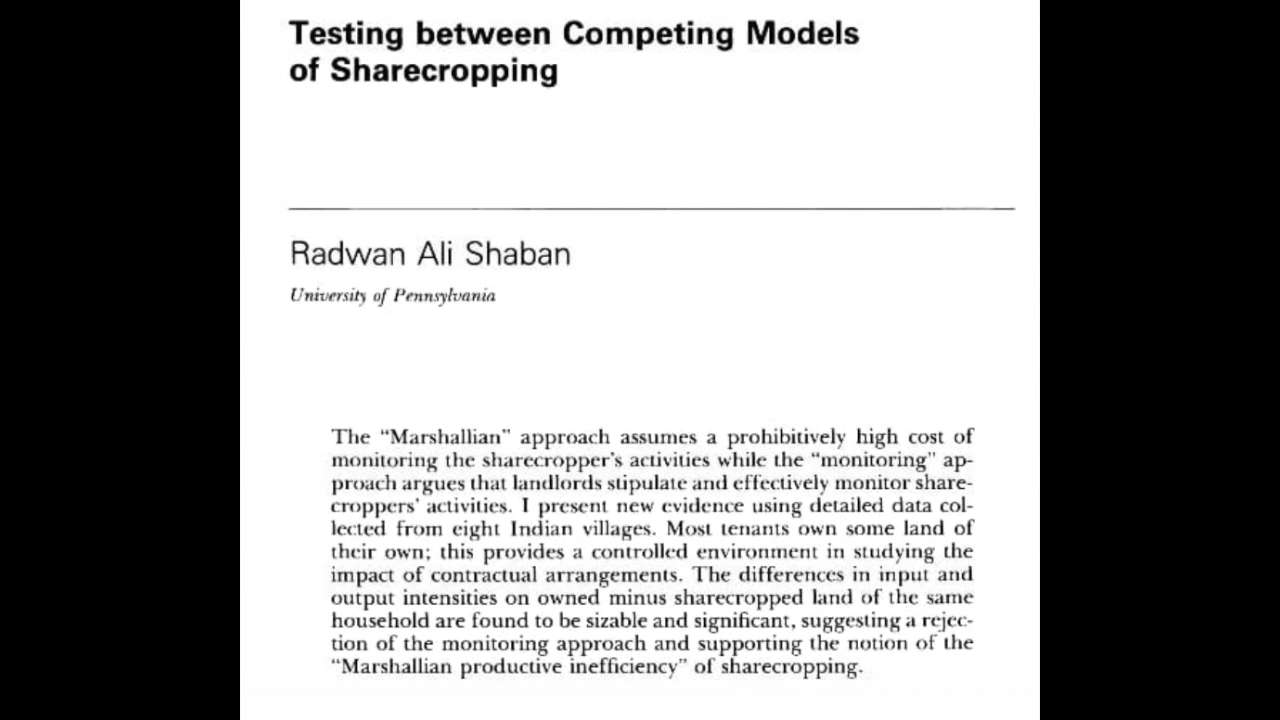 Testing between Competing Models
of Sharecropping
Radwan Ali Shaban
University of Pennsylvania
The “Marshallian” approach assumes a prohibitively high cost of
monitoring the sharecropper’s activities while the “monitoring” ap-
proach argues that landlords stipulate and effectively monitor share-
croppers’ activities. I present new evidence using detailed data col-
lected from eight Indian villages. Most tenants own some land of
their own; this provides a controlled environment in studying the
impact of contractual arrangements. The differences in input and
output intensities on owned minus sharecropped land of the same
household are found to be sizable and significant, suggesting a rejec-
tion of the monitoring approach and supporting the notion of the
“Marshallian productive inefficiency” of sharecropping.